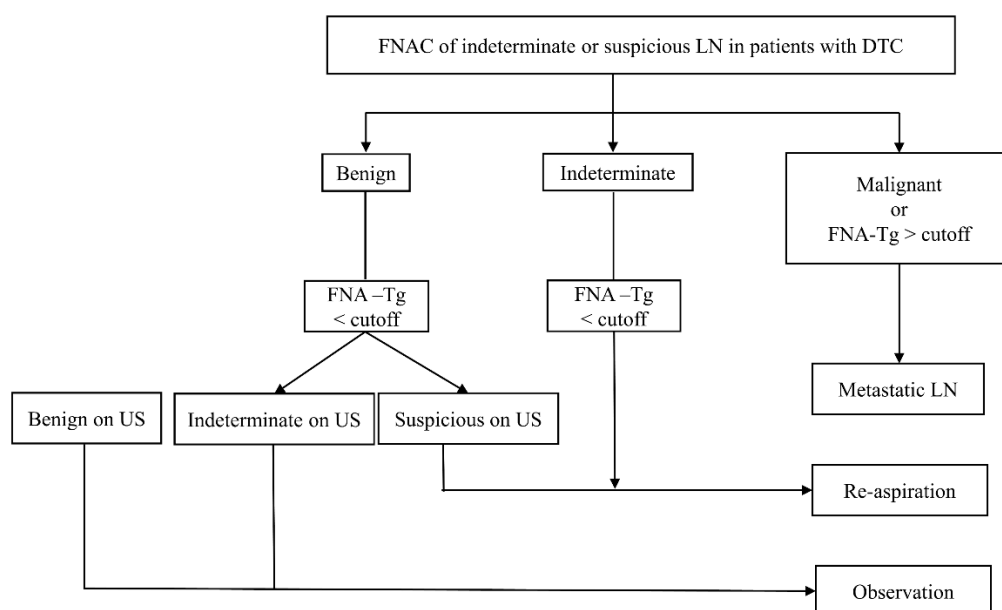 FNAC of indeterminate or suspicious LN in patients with DTC
Benign
Indeterminate
Malignant
or
FNA-Tg > cutoff
FNA –Tg
< cutoff
FNA –Tg
< cutoff
Metastatic LN
Benign on US
Indeterminate on US
Suspicious on US
Re-aspiration
Observation